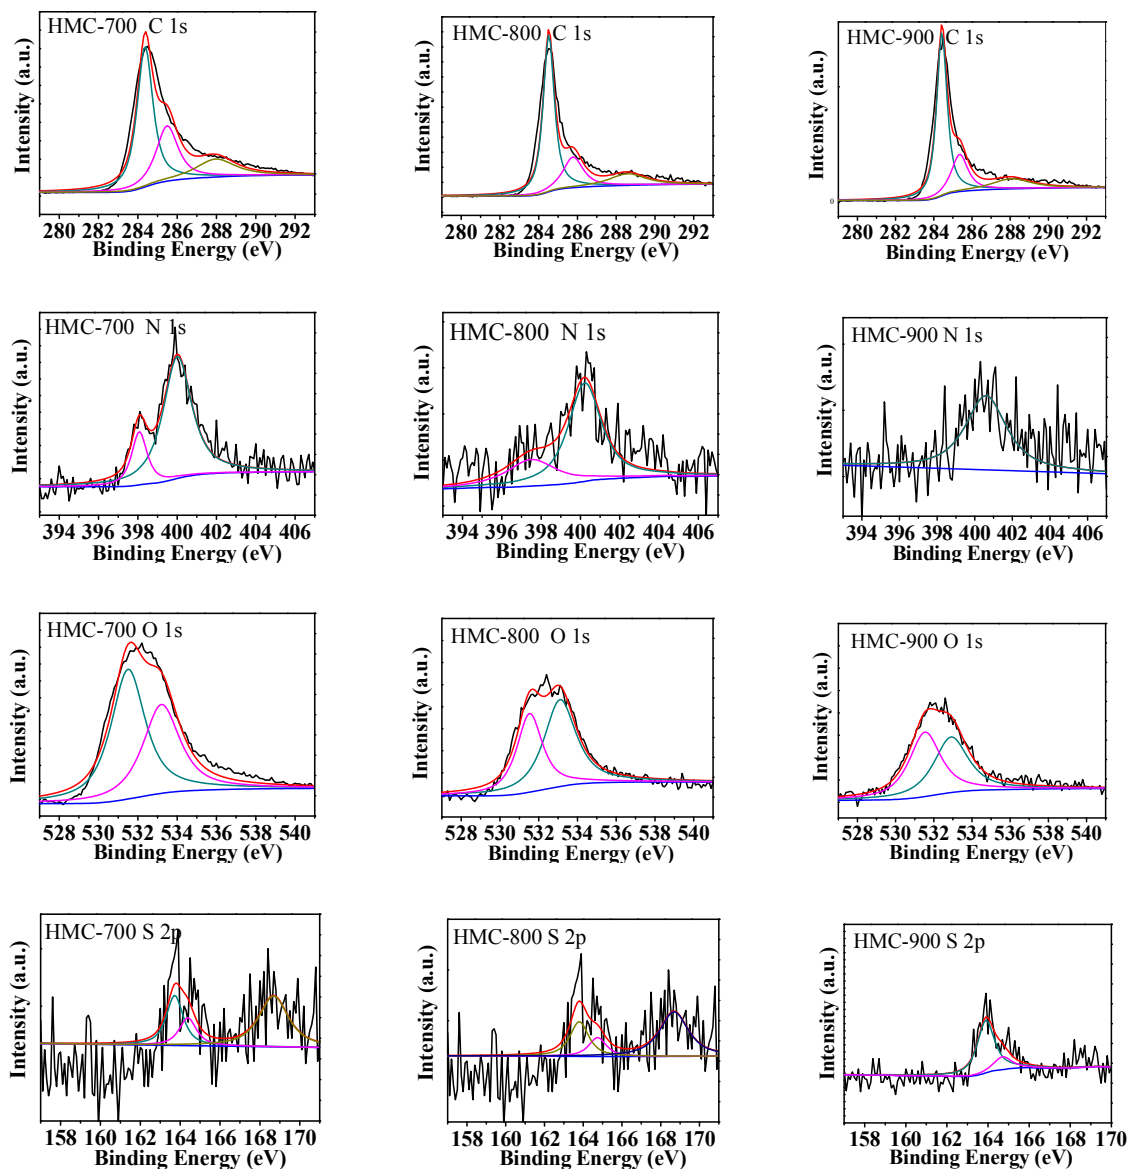 HMC-700 C 1s
Intensity (a.u.)
280 282 284 286 288 290 292
Binding Energy (eV)
HMC-800 C 1s
Intensity (a.u.)
280 282 284 286 288 290 292
Binding Energy (eV)
HMC-900 C 1s
Intensity (a.u.)
0
280 282 284 286 288 290 292
Binding Energy (eV)
HMC-700 N 1s
Intensity (a.u.)
394 396 398 400 402 404 406
Binding Energy (eV)
HMC-800 N 1s
Intensity (a.u.)
394 396 398 400 402 404 406
Binding Energy (eV)
HMC-900 N 1s
Intensity (a.u.)
394 396 398 400 402 404 406
Binding Energy (eV)
HMC-700 O 1s
Intensity (a.u.)
528 530 532 534 536 538 540
Binding Energy (eV)
HMC-800 O 1s
Intensity (a.u.)
528 530 532 534 536 538 540
Binding Energy (eV)
HMC-900 O 1s
Intensity (a.u.)
528 530 532 534 536 538 540
Binding Energy (eV)
HMC-700 S 2p
Intensity (a.u.)
158 160 162 164 166 168 170
Binding Energy (eV)
HMC-800 S 2p
Intensity (a.u.)
158 160 162 164 166 168 170
Binding Energy (eV)
HMC-900 S 2p
Intensity (a.u.)
158 160 162 164 166 168 170
Binding Energy (eV)